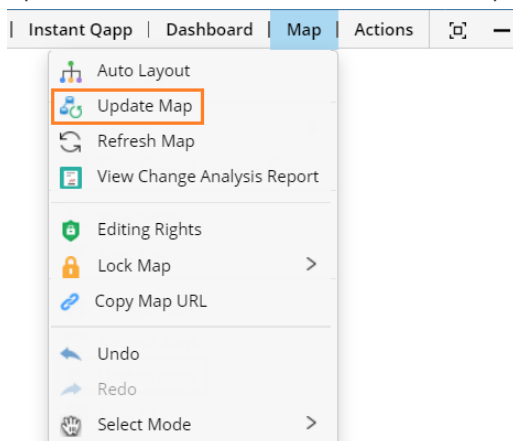 Instant Qapp | Dashboard | Map | Actions
Auto Layout
Update Map
Refresh Map
View Change Analysis Report
Editing Rights
Lock Map >
Copy Map URL
Undo
Redo
Select Mode >